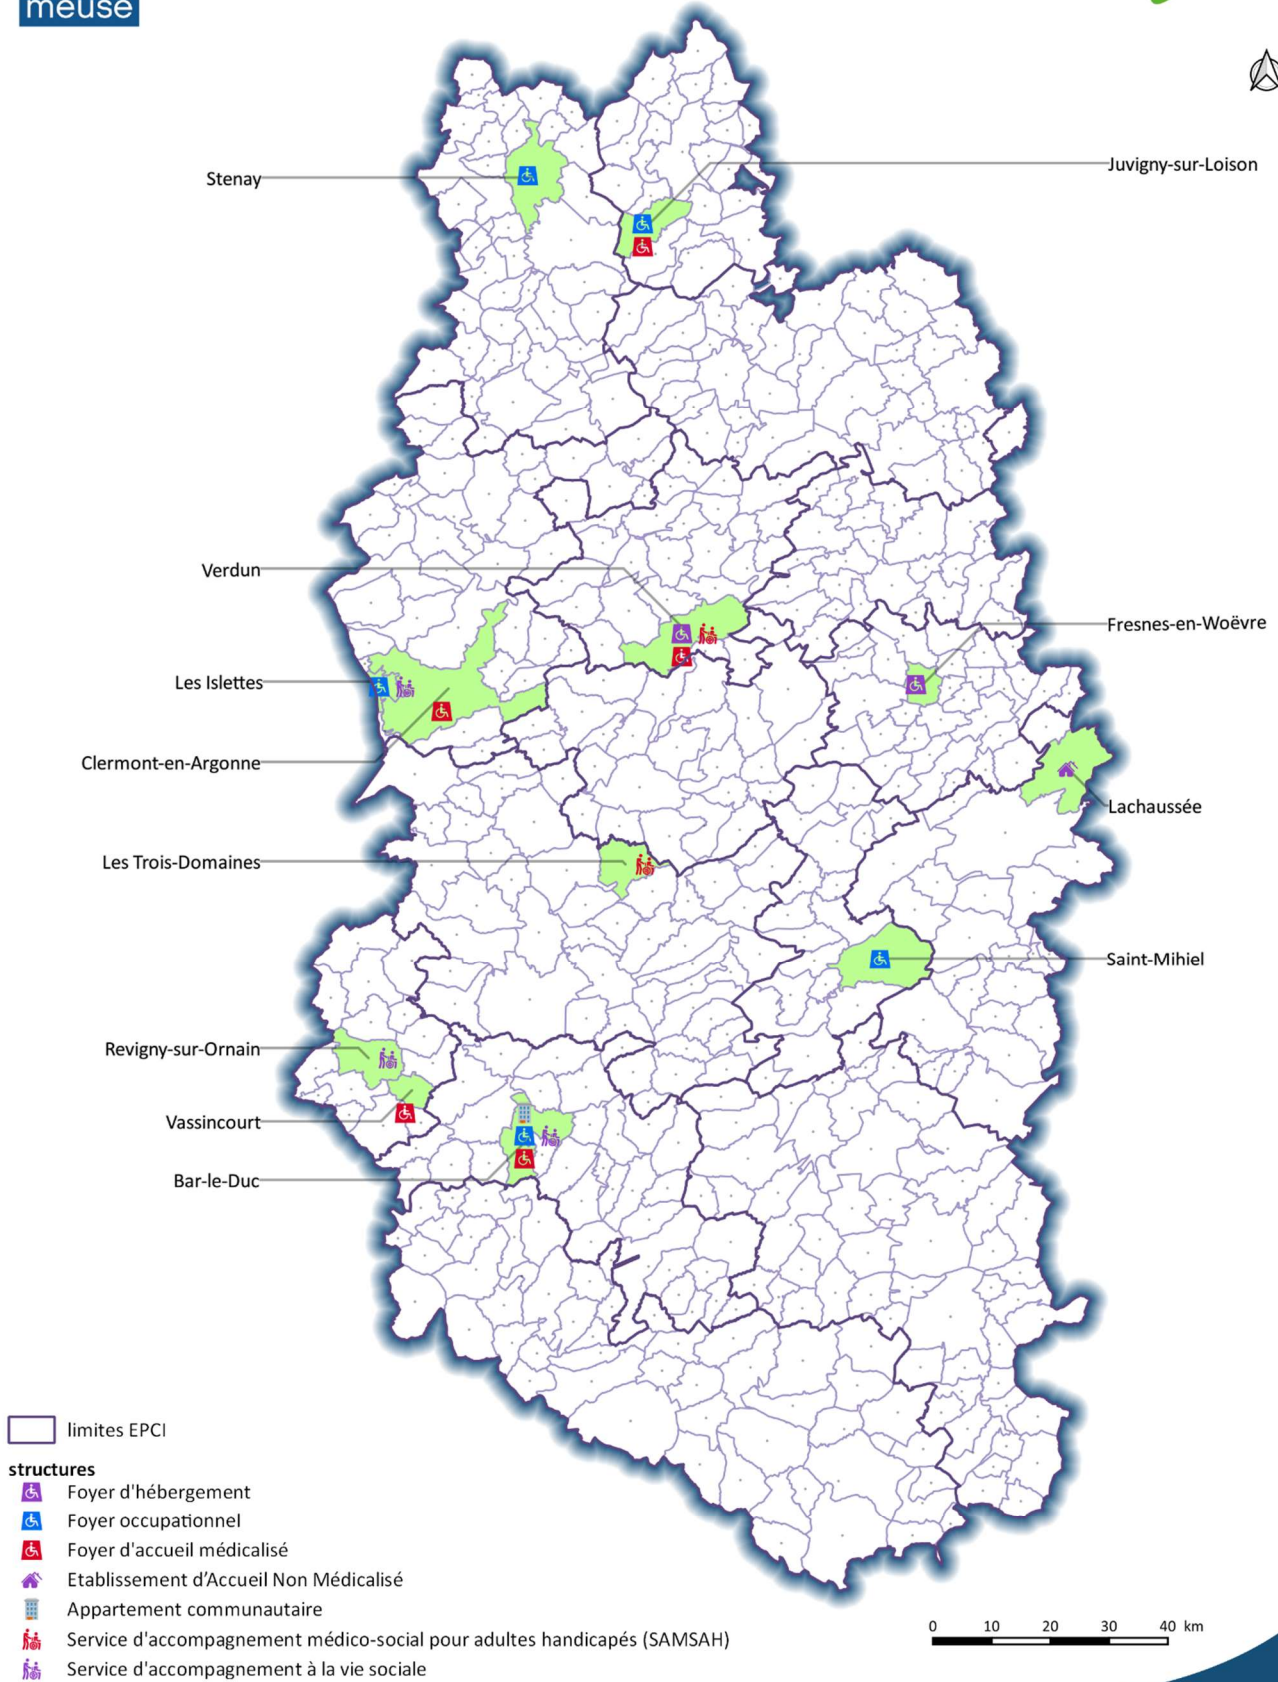 meuse
Stenay
Juvigny-sur-Loison
Verdun
Fresnes-en-Woëvre
Les Islettes
Clermont-en-Argonne
Lachaussée
Les Trois-Domaines
Saint-Mihiel
Revigny-sur-Ornain
Vassincourt
Bar-le-Duc
limites EPCI
structures
Foyer d'hébergement
Foyer occupationnel
Foyer d'accueil médicalisé
Etablissement d’Accueil Non Médicalisé
Appartement communautaire
Service d'accompagnement médico-social pour adultes handicapés (SAMSAH)
Service d'accompagnement à la vie sociale
0 10 20 30 40 km